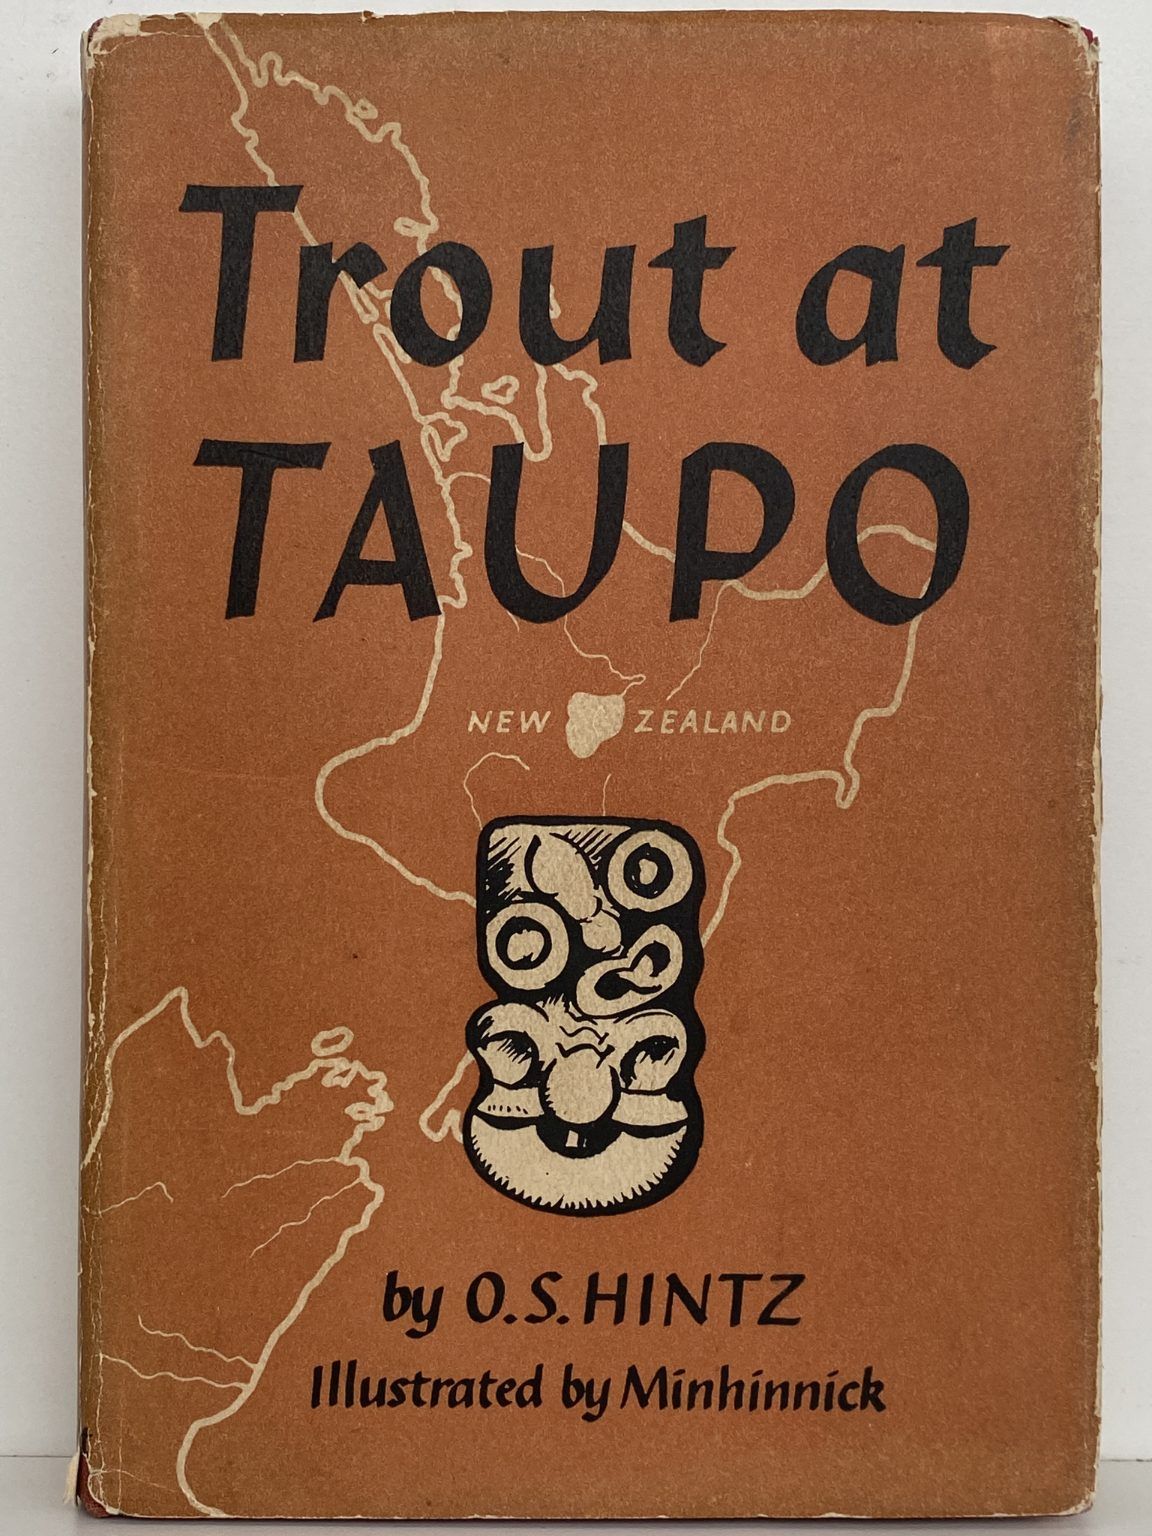 Trout at
TAUPO
NEW ZEALAND
by O.S. HINTZ
Illustrated by Minhinnick